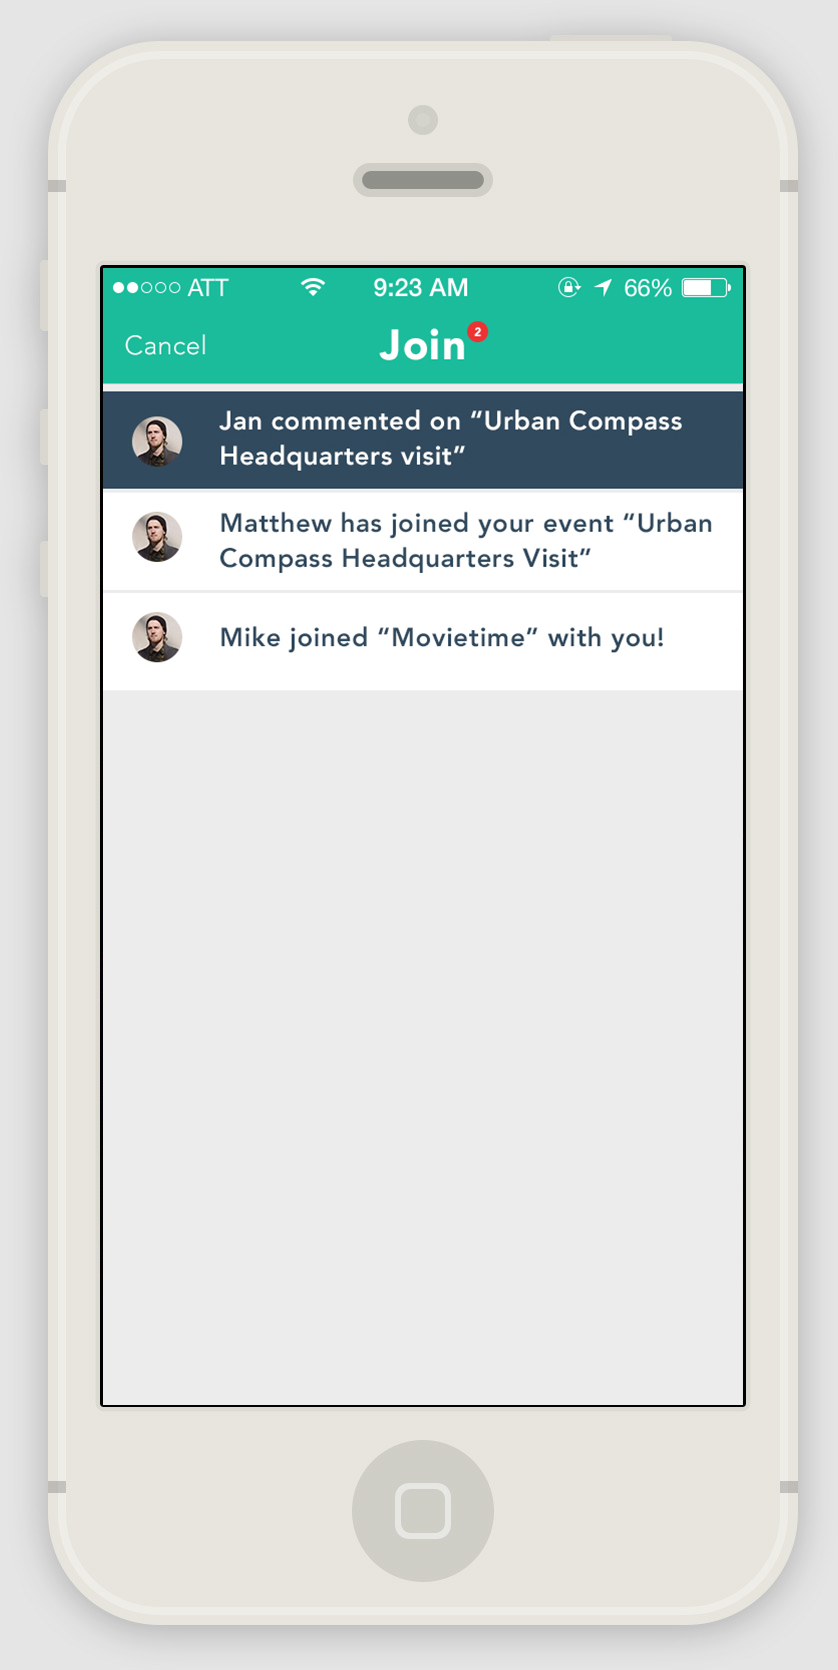 ATT 9:23 AM 66%
Cancel Join 2
Jan commented on “Urban Compass
Headquarters visit”
Matthew has joined your event “Urban
Compass Headquarters Visit”
Mike joined “Movietime” with you!